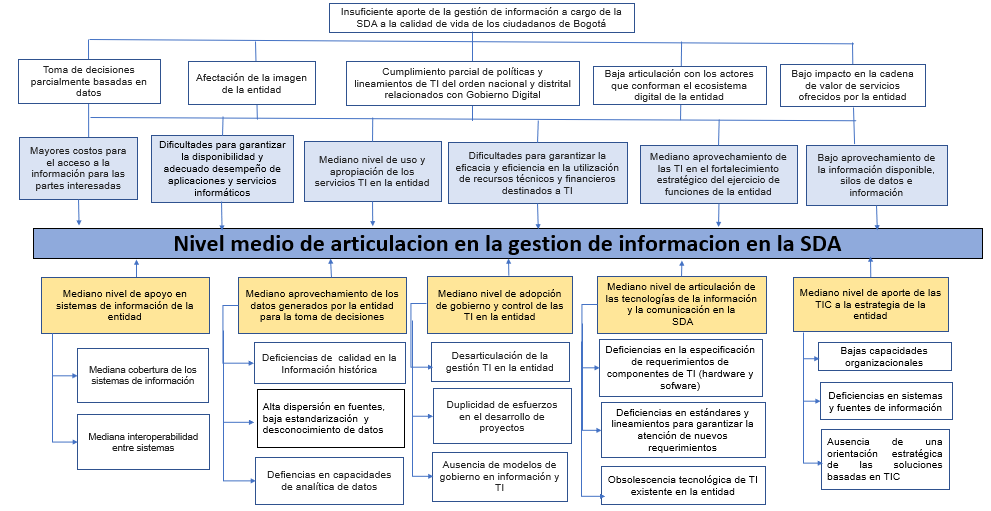 Insuficiente aporte de la gestión de información a cargo de la
SDA a la calidad de vida de los ciudadanos de Bogotá
Toma de decisiones
parcialmente basadas en
datos
Afectación de la imagen
de la entidad
Cumplimiento parcial de políticas y
lineamientos de TI del orden nacional y distrital
relacionados con Gobierno Digital
Baja articulación con los actores
que conforman el ecosistema
digital de la entidad
Bajo impacto en la cadena
de valor de servicios
ofrecidos por la entidad
Mayores costos para
el acceso a la
información para las
partes interesadas
Dificultades para garantizar
la disponibilidad y
adecuado desempeño de
aplicaciones y servicios
informáticos
Mediano nivel de uso y
apropiación de los
servicios TI en la entidad
Dificultades para garantizar la
eficacia y eficiencia en la utilización
de recursos técnicos y financieros
destinados a TI
Mediano aprovechamiento de
las TI en el fortalecimiento
estratégico del ejercicio de
funciones de la entidad
Bajo aprovechamiento de
la información disponible,
silos de datos e
información
Nivel medio de articulacion en la gestion de informacion en la SDA
Mediano nivel de apoyo en
sistemas de información de la
entidad
Mediano aprovechamiento de los
datos generados por la entidad
para la toma de decisiones
Mediano nivel de adopción
de gobierno y control de las
TI en la entidad
Mediano nivel de articulación de
las tecnologías de la información
y la comunicación en la
SDA
Mediano nivel de aporte de las
TIC a la estrategia de la
entidad
Mediana cobertura de los
sistemas de información
Mediana interoperabilidad
entre sistemas
Deficiencias de calidad en la
Información histórica
Alta dispersión en fuentes,
baja estandarización y
desconocimiento de datos
Defiencias en capacidades
de analítica de datos
Desarticulación de la
gestión TI en la entidad
Duplicidad de esfuerzos
en el desarrollo de
proyectos
Ausencia de modelos de
gobierno en información y
TI
Deficiencias en la especificación
de requerimientos de
componentes de TI (hardware y
sofware)
Deficiencias en estándares y
lineamientos para garantizar la
atención de nuevos
requerimientos
Obsolescencia tecnológica de TI
existente en la entidad
Bajas capacidades
organizacionales
Deficiencias en sistemas
y fuentes de información
Ausencia de una
orientación estratégica
de las soluciones
basadas en TIC